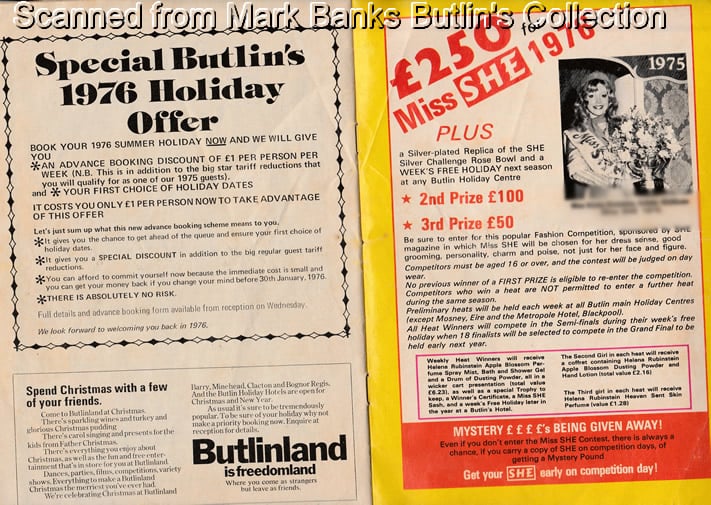 Scanned from Mark Banks Butlin's Collection
Special Butlin's
1976 Holiday
Offer
BOOK YOUR 1976 SUMMER HOLIDAY NOW AND WE WILL GIVE
YOU
*AN ADVANCE BOOKING DISCOUNT OF £1 PER PERSON PER
WEEK (N.B. This is in addition to the big star tariff reductions that
you will qualify for as one of our 1975 guests).
and * YOUR FIRST CHOICE OF HOLIDAY DATES
IT COSTS YOU ONLY £1 PER PERSON NOW TO TAKE ADVANTAGE
OF THIS OFFER
Let's just sum up what this new advance booking scheme means to you.
*It gives you the chance to get ahead of the queue and ensure your first choice of
holiday dates.
*It gives you a SPECIAL DISCOUNT in addition to the big regular guest tariff
reductions.
*You can afford to commit yourself now because the immediate cost is small and
you can get your money back if you change your mind before 30th January, 1976.
*THERE IS ABSOLUTELY NO RISK.
Full details and advance booking form available from reception on Wednesday.
We look forward to welcoming you back in 1976.
Spend Christmas with a few
of your friends.
Come to Butlinland at Christmas.
There's sparkling wines and turkey and
glorious Christmas pudding
There's carol singing and presents for the
kids from Father Christmas.
There's everything you enjoy about
Christmas, as well as the fun and free enter-
tainment that's in store for you at Butlinland.
Dances, parties, films, competitions, variety
shows. Everything to make a Butlinland
Christmas the merriest you've ever had.
We're celebrating Christmas at Butlinland
Barry, Minehead, Clacton and Bognor Regis.
And the Butlin Hotels are open for
Christmas and New Year.
As usual it's sure to be tremendously
popular. To be sure of your holiday why not
make a priority booking now. Enquire at
reception for details.
Butlinland
is freedomland
Where you come as strangers
but leave as friends.
£250 for
Miss SHE 1976
1975
PLUS
a Silver-plated Replica of the SHE
Silver Challenge Rose Bowl and a
WEEK'S FREE HOLIDAY next season
at any Butlin Holiday Centre
★ 2nd Prize £100
★ 3rd Prize £50
Be sure to enter for this popular Fashion Competition, sponsored by SHE
magazine in which Miss SHE will be chosen for her dress sense, good
grooming, personality, charm and poise, not just for her face and figure.
Competitors must be aged 16 or over, and the contest will be judged on day
wear.
No previous winner of a FIRST PRIZE is eligible to re-enter the competition.
Competitors who win a heat are NOT permitted to enter a further heat
during the same season.
Preliminary heats will be held each week at all Butlin main Holiday Centres
(except Mosney, Eire and the Metropole Hotel, Blackpool).
All Heat Winners will compete in the Semi-finals during their week's free
holiday when 18 finalists will be selected to compete in the Grand Final to be
held early next year.
Weekly Heat Winners will receive
Helena Rubinstein Apple Blossom Per-
fume Spray Mist, Bath and Shower Gel
and a Drum of Dusting Powder, all in a
wicker cart presentation (total value
£6.23), as well as a special Trophy to
keep, a Winner's Certificate, a Miss SHE
Sash, and a week's Free Holiday later in
the year at a Butlin's Hotel.
The Second Girl in each heat will receive
a coffret containing Helena Rubinstein
Apple Blossom Dusting Powder and
Hand Lotion (total value £2.16)
The Third girl in each heat will receive
Helena Rubinstein Heaven Sent Skin
Perfume (value £1.28)
MYSTERY £ £ £ £'s BEING GIVEN AWAY!
Even if you don't enter the Miss SHE Contest, there is always a
chance, if you carry a copy of SHE on competition days, of
getting a Mystery Pound
Get your SHE early on competition day!